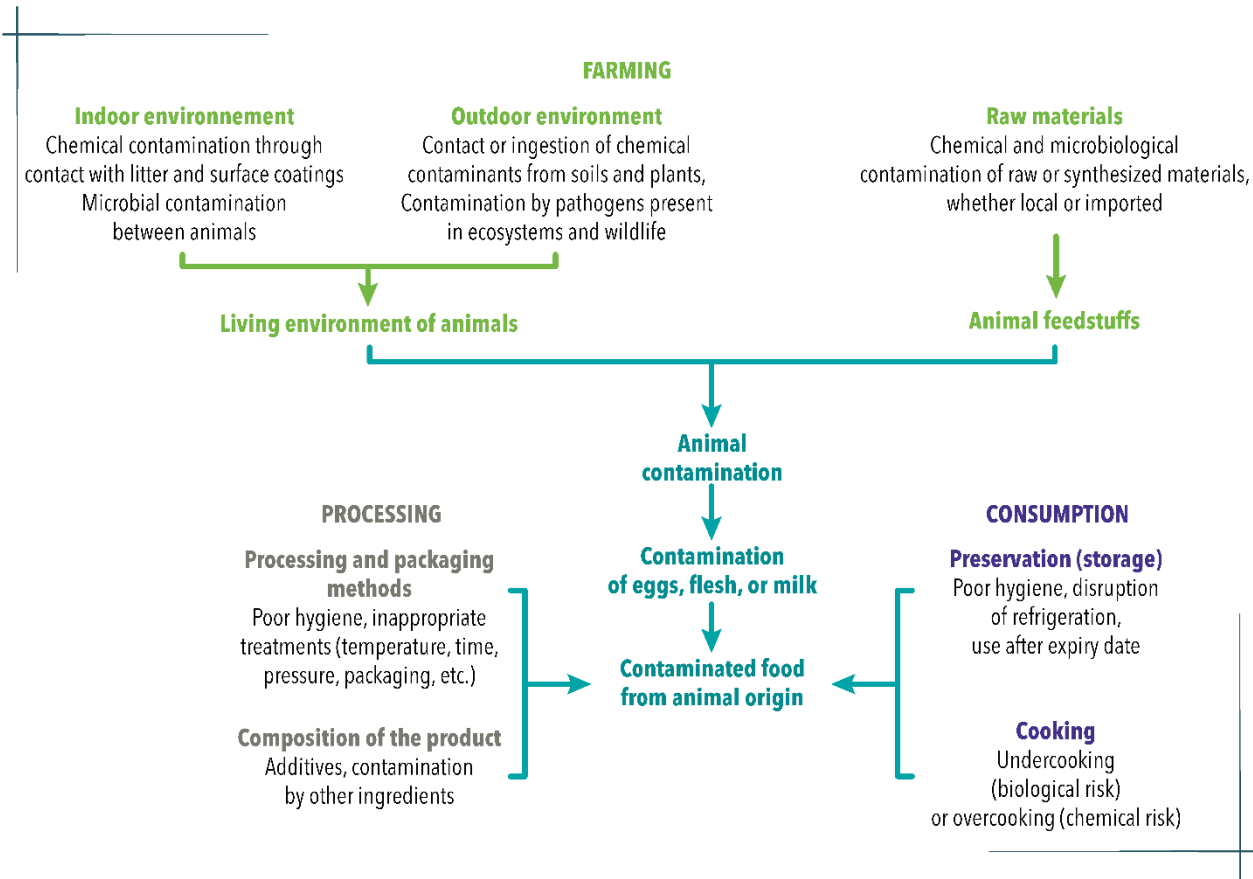 FARMING
Indoor environnement
Chemical contamination through
contact with litter and surface coatings
Microbial contamination
between animals
Outdoor environment
Contact or ingestion of chemical
contaminants from soils and plants,
Contamination by pathogens present
in ecosystems and wildlife
Raw materials
Chemical and microbiological
contamination of raw or synthesized materials,
whether local or imported
Living environment of animals
Animal feedstuffs
Animal
contamination
Contamination
of eggs, flesh, or milk
Contaminated food
from animal origin
PROCESSING
Processing and packaging
methods
Poor hygiene, inappropriate
treatments (temperature, time,
pressure, packaging, etc.)
Composition of the product
Additives, contamination
by other ingredients
CONSUMPTION
Preservation (storage)
Poor hygiene, disruption
of refrigeration,
use after expiry date
Cooking
Undercooking
(biological risk)
or overcooking (chemical risk)